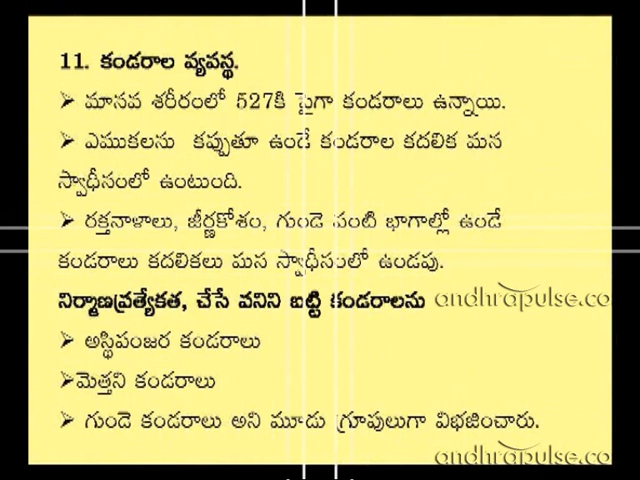 11. కండరాల వ్యవస్థ.
➢ మానవ శరీరంలో 527కి పైగా కండరాలు ఉన్నాయి.
➢ ఎముకలను కప్పుతూ ఉండే కండరాల కదలిక మన
స్వాధీనంలో ఉంటుంది.
➢ రక్తనాళాలు, జీర్ణకోశం, గుండె వంటి భాగాల్లో ఉండే
కండరాలు కదలికలు మన స్వాధీనంలో ఉండవు.
నిర్మాణప్రత్యేకత, చేసే పనిని బట్టి కండరాలను
andhrapulse.co
➢ అస్థిపంజర కండరాలు
➢మెత్తని కండరాలు
➢ గుండె కండరాలు అని మూడు గ్రూపులుగా విభజించారు.
andhrapulse.co